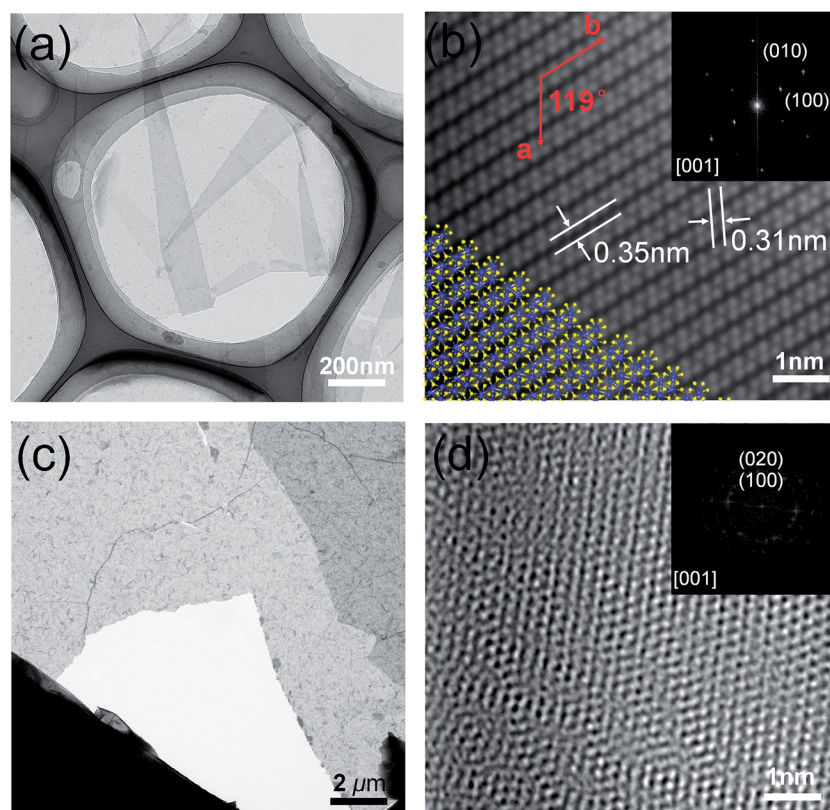 (a)
200nm
(b)
b
119°
a
(010)
(100)
[001]
0.35nm
0.31nm
1nm
(c)
2 μm
(d)
(020)
(100)
[001]
1nm